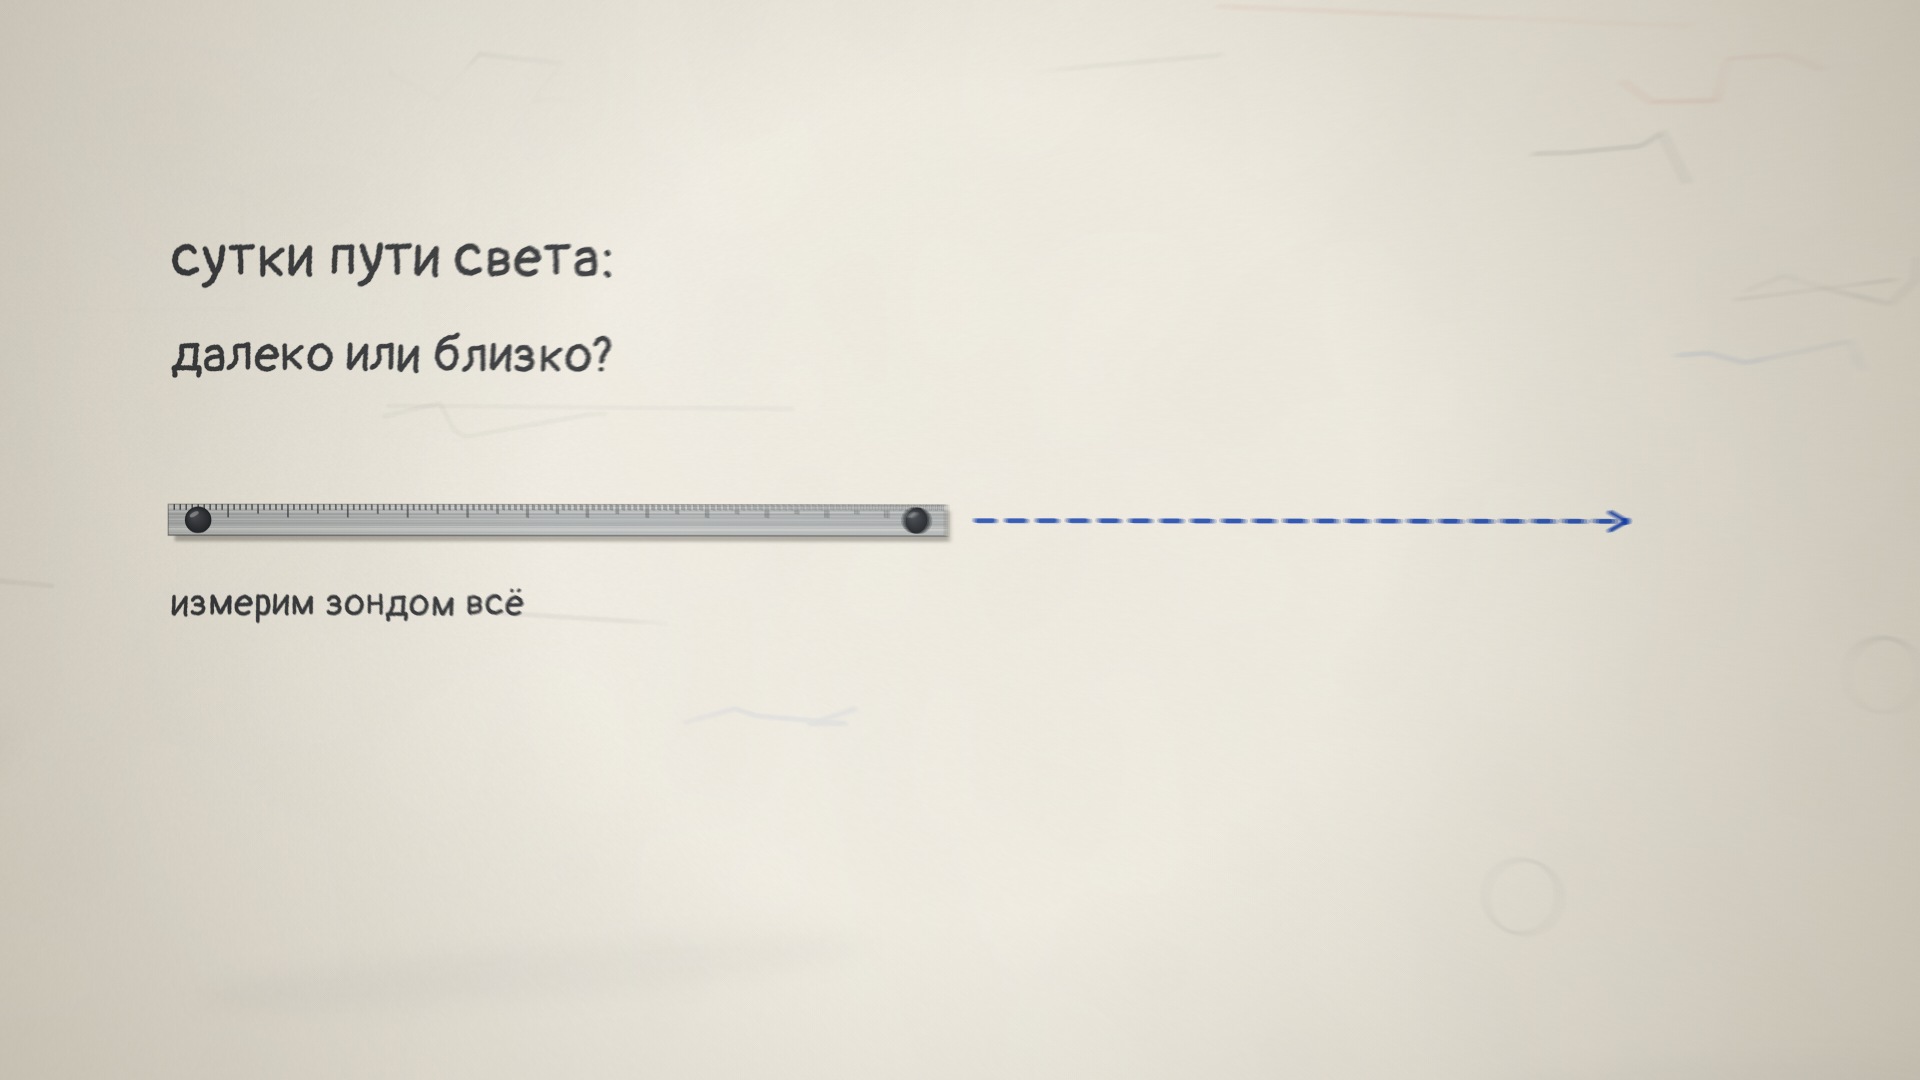 сутки пути света:
далеко или близко?
измерим зондом всё